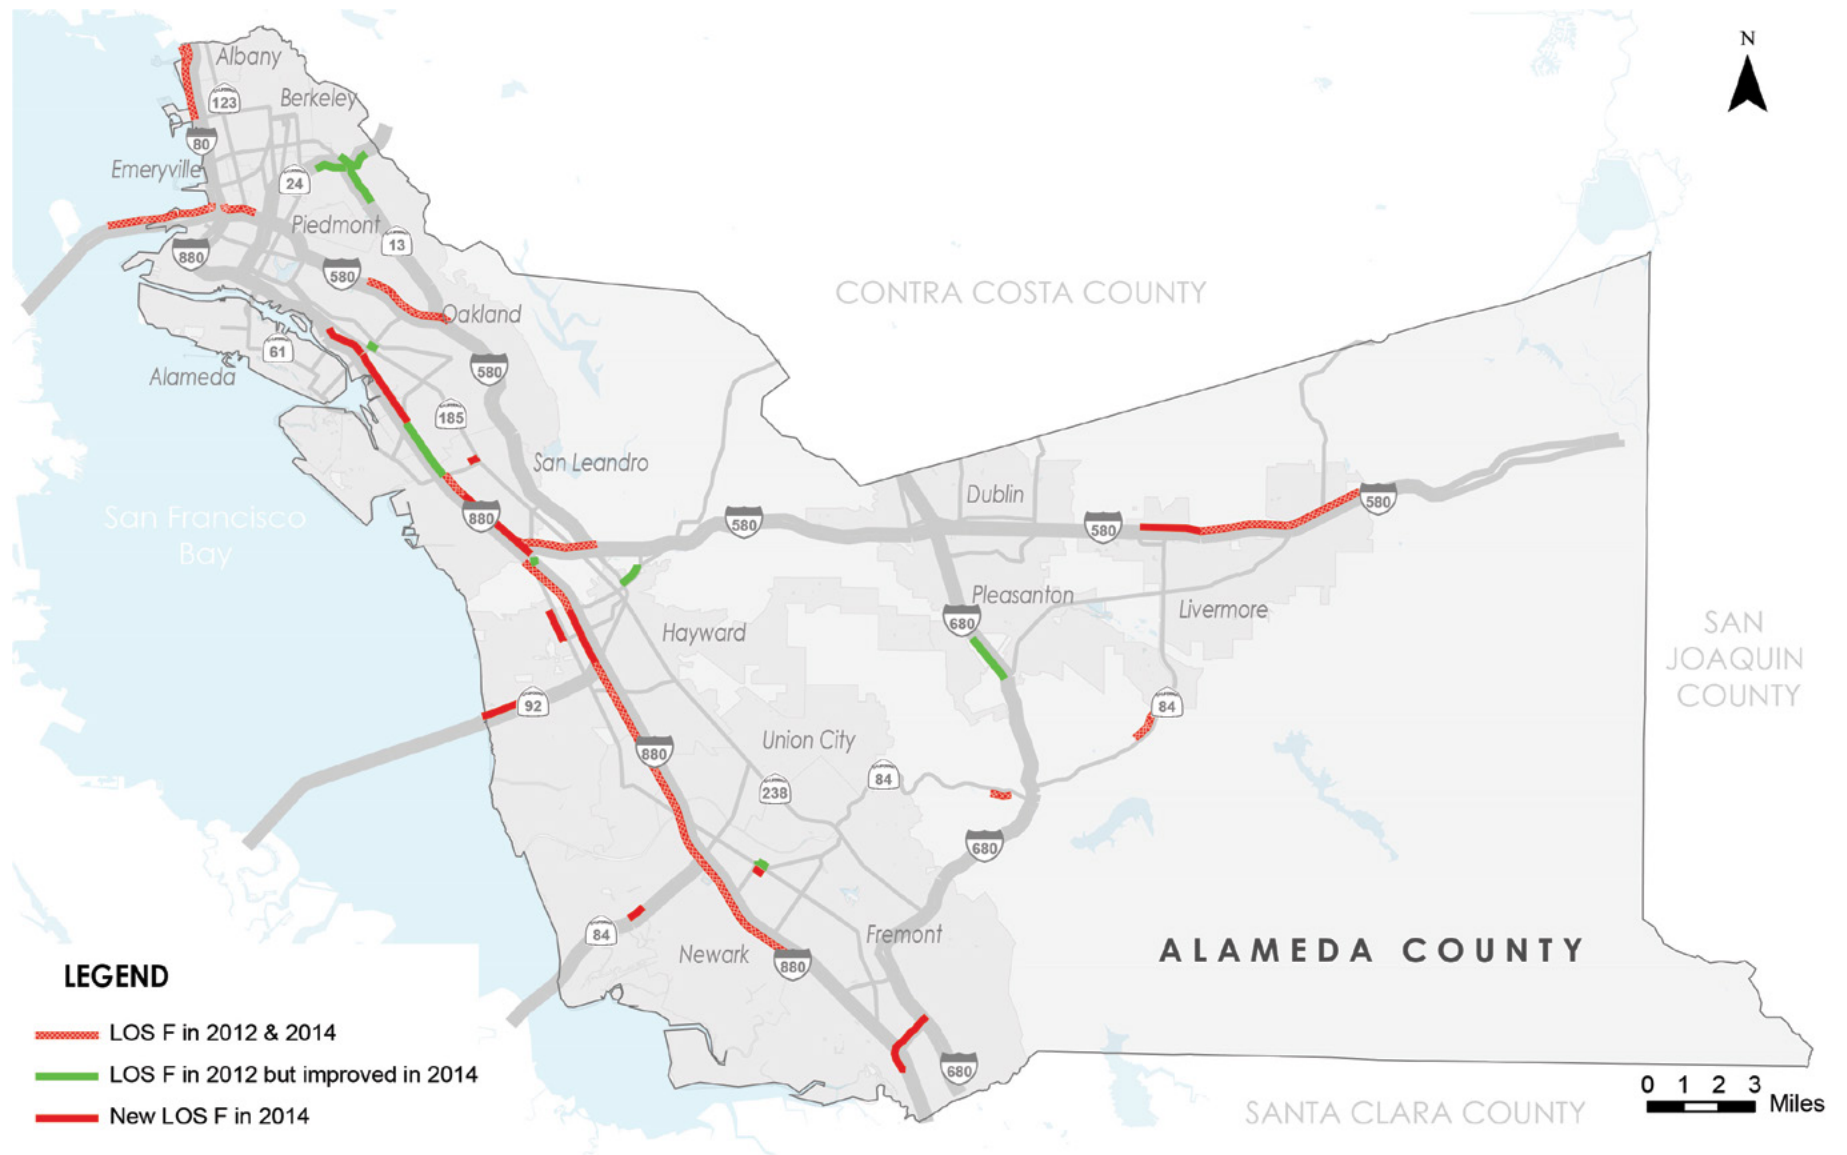 N
Albany
123
Berkeley
80
Emeryville
24
Piedmont
13
880
580
CONTRA COSTA COUNTY
Oakland
61
580
Alameda
185
San Leandro
Dublin
San Francisco
Bay
880
580
580
580
Pleasanton
Livermore
680
Hayward
SAN
JOAQUIN
COUNTY
92
84
Union City
880
84
238
680
84
Fremont
Newark
880
ALAMEDA COUNTY
LEGEND
LOS F in 2012 & 2014
LOS F in 2012 but improved in 2014
New LOS F in 2014
680
0 1 2 3
Miles
SANTA CLARA COUNTY